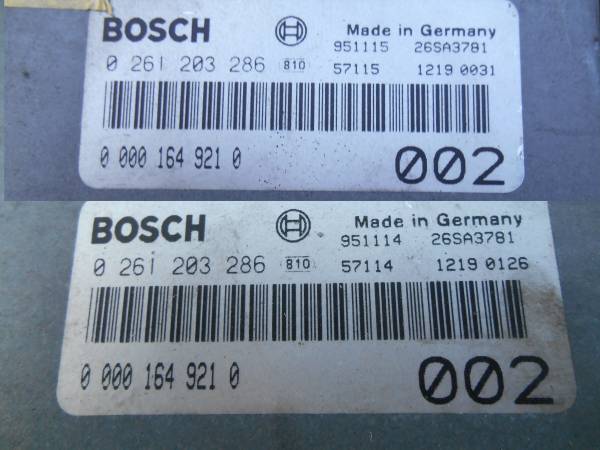 BOSCH Made in Germany
951115 26SA3781
0 261 203 286 810 57115 1219 0031
0 000 164 921 0 002
BOSCH Made in Germany
951114 26SA3781
0 261 203 286 810 57114 1219 0126
0 000 164 921 0 002